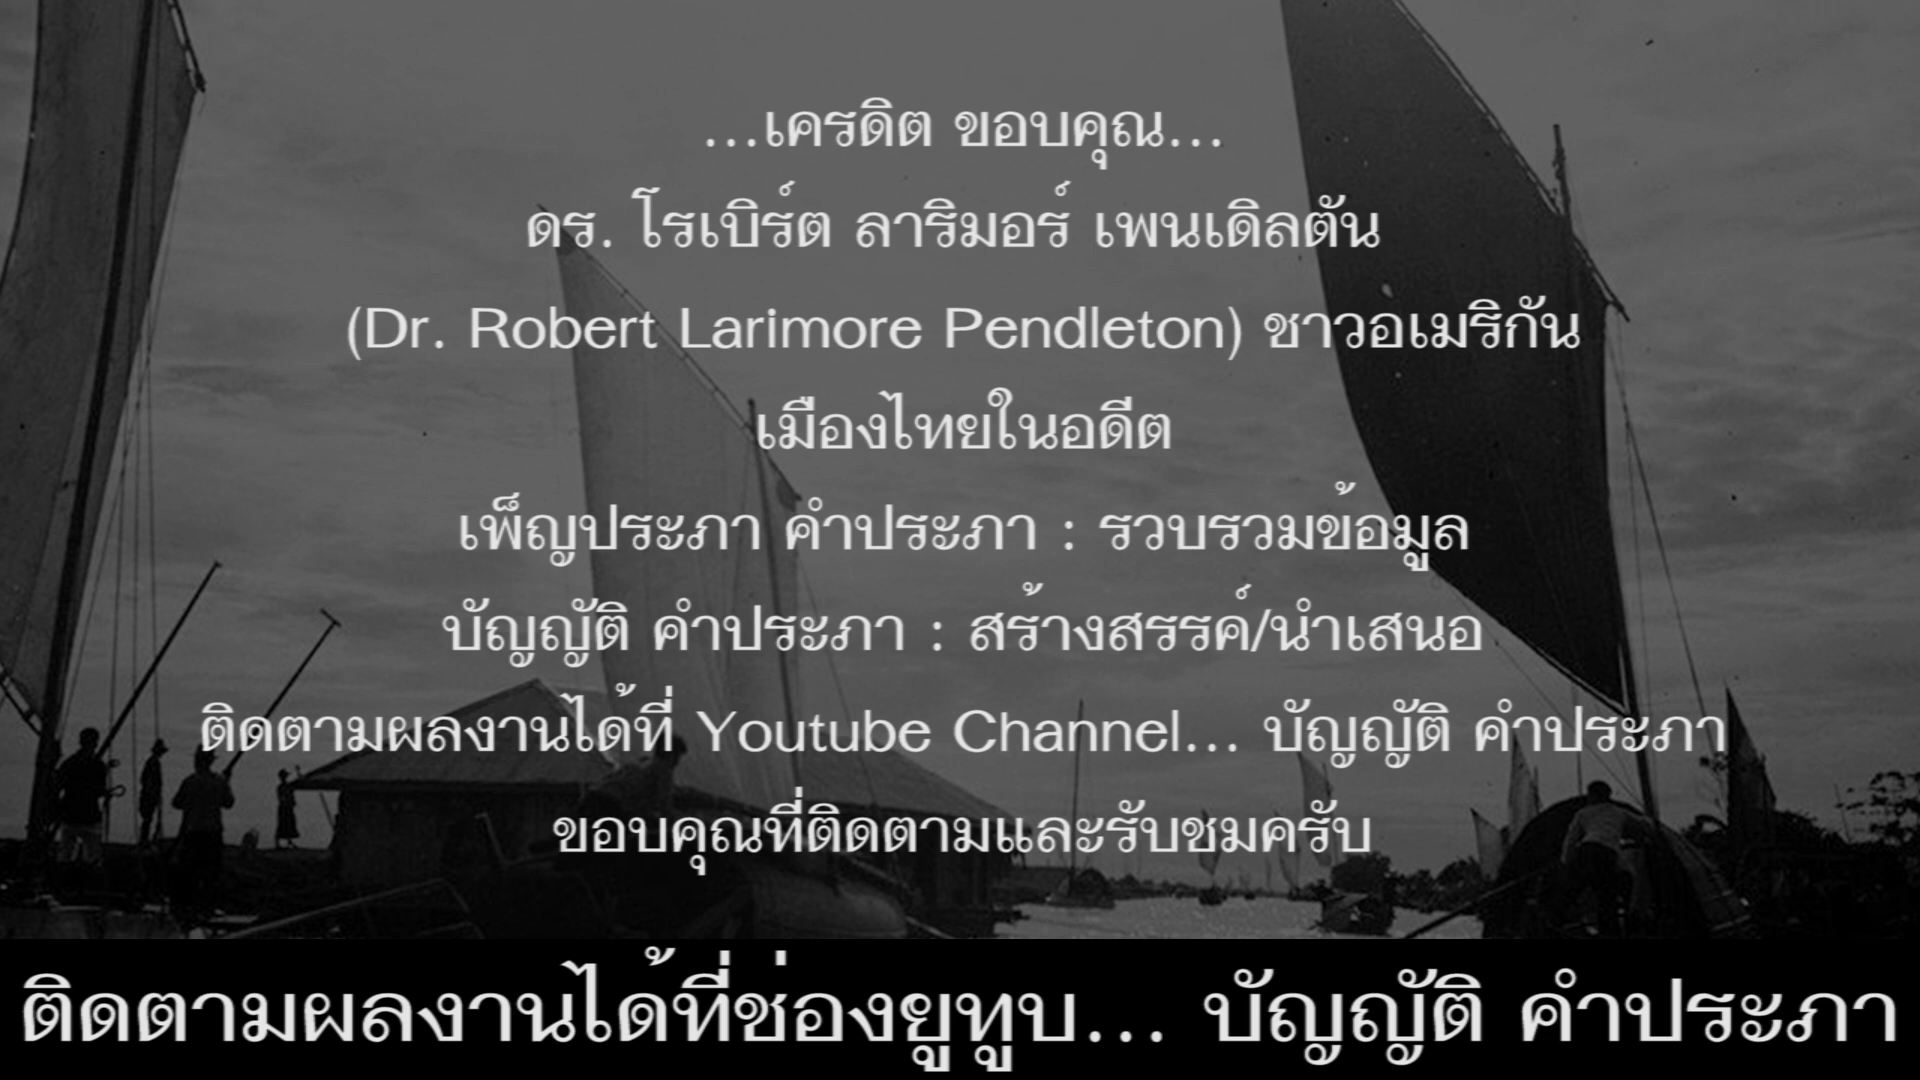 ...เครดิต ขอบคุณ...
ดร. โรเบิร์ต ลาริมอร์ เพนเดิลตัน
(Dr. Robert Larimore Pendleton) ชาวอเมริกัน
เมืองไทยในอดีต
เพ็ญประภา คำประภา : รวบรวมข้อมูล
บัญญัติ คำประภา : สร้างสรรค์/นำเสนอ
ติดตามผลงานได้ที่ Youtube Channel... บัญญัติ คำประภา
ขอบคุณที่ติดตามและรับชมครับ
ติดตามผลงานได้ที่ช่องยูทูบ... บัญญัติ คำประภา